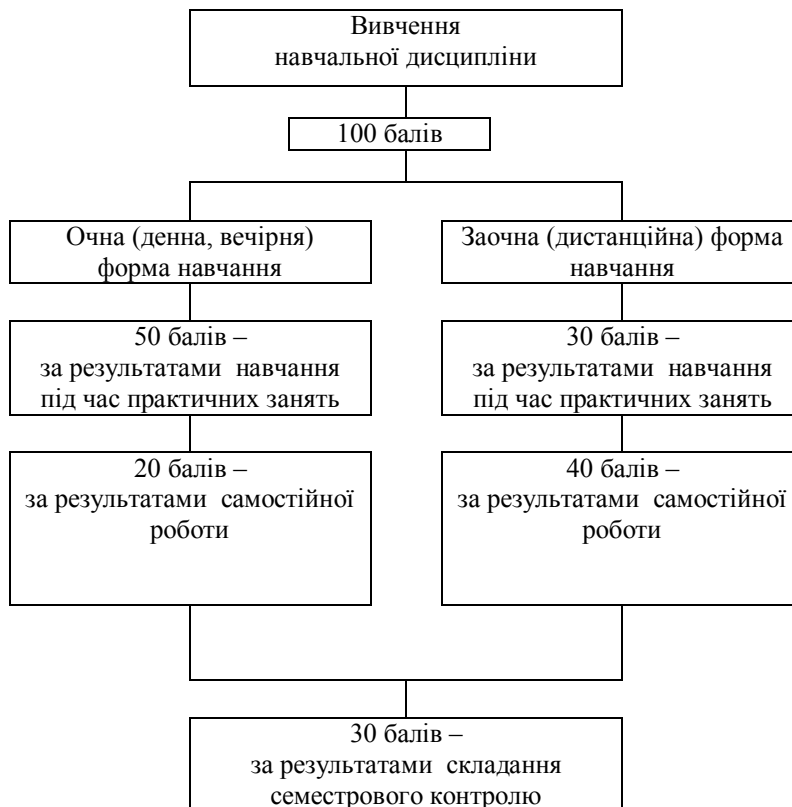 Вивчення
навчальної дисципліни
100 балів
Очна (денна, вечірня)
форма навчання
Заочна (дистанційна) форма
навчання
50 балів –
за результатами навчання
під час практичних занять
30 балів –
за результатами навчання
під час практичних занять
20 балів –
за результатами самостійної
роботи
40 балів –
за результатами самостійної
роботи
30 балів –
за результатами складання
семестрового контролю